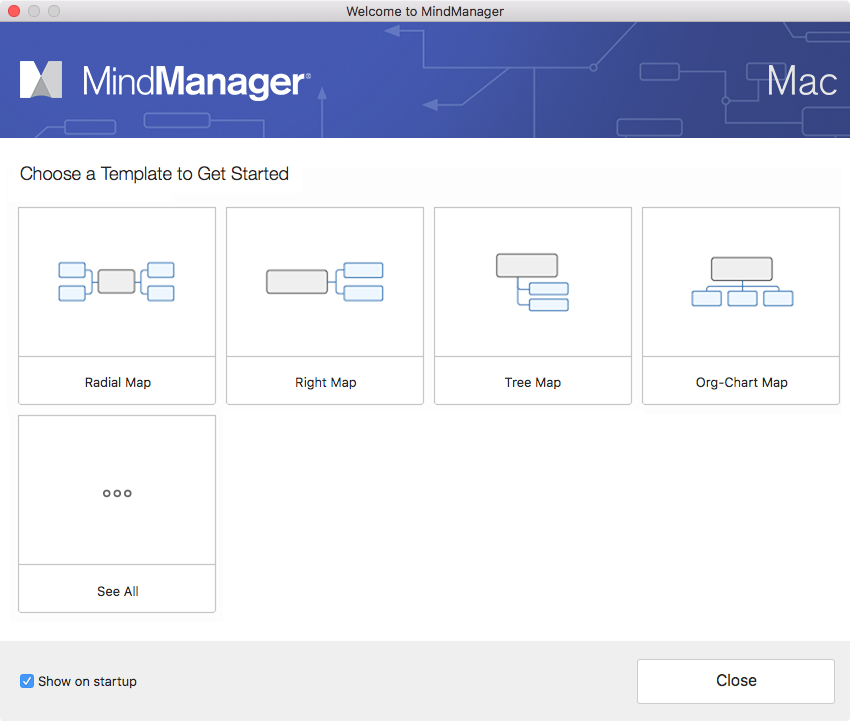 Welcome to MindManager
MindManager®
Mac
Choose a Template to Get Started
Radial Map
Right Map
Tree Map
Org-Chart Map
See All
Show on startup
Close